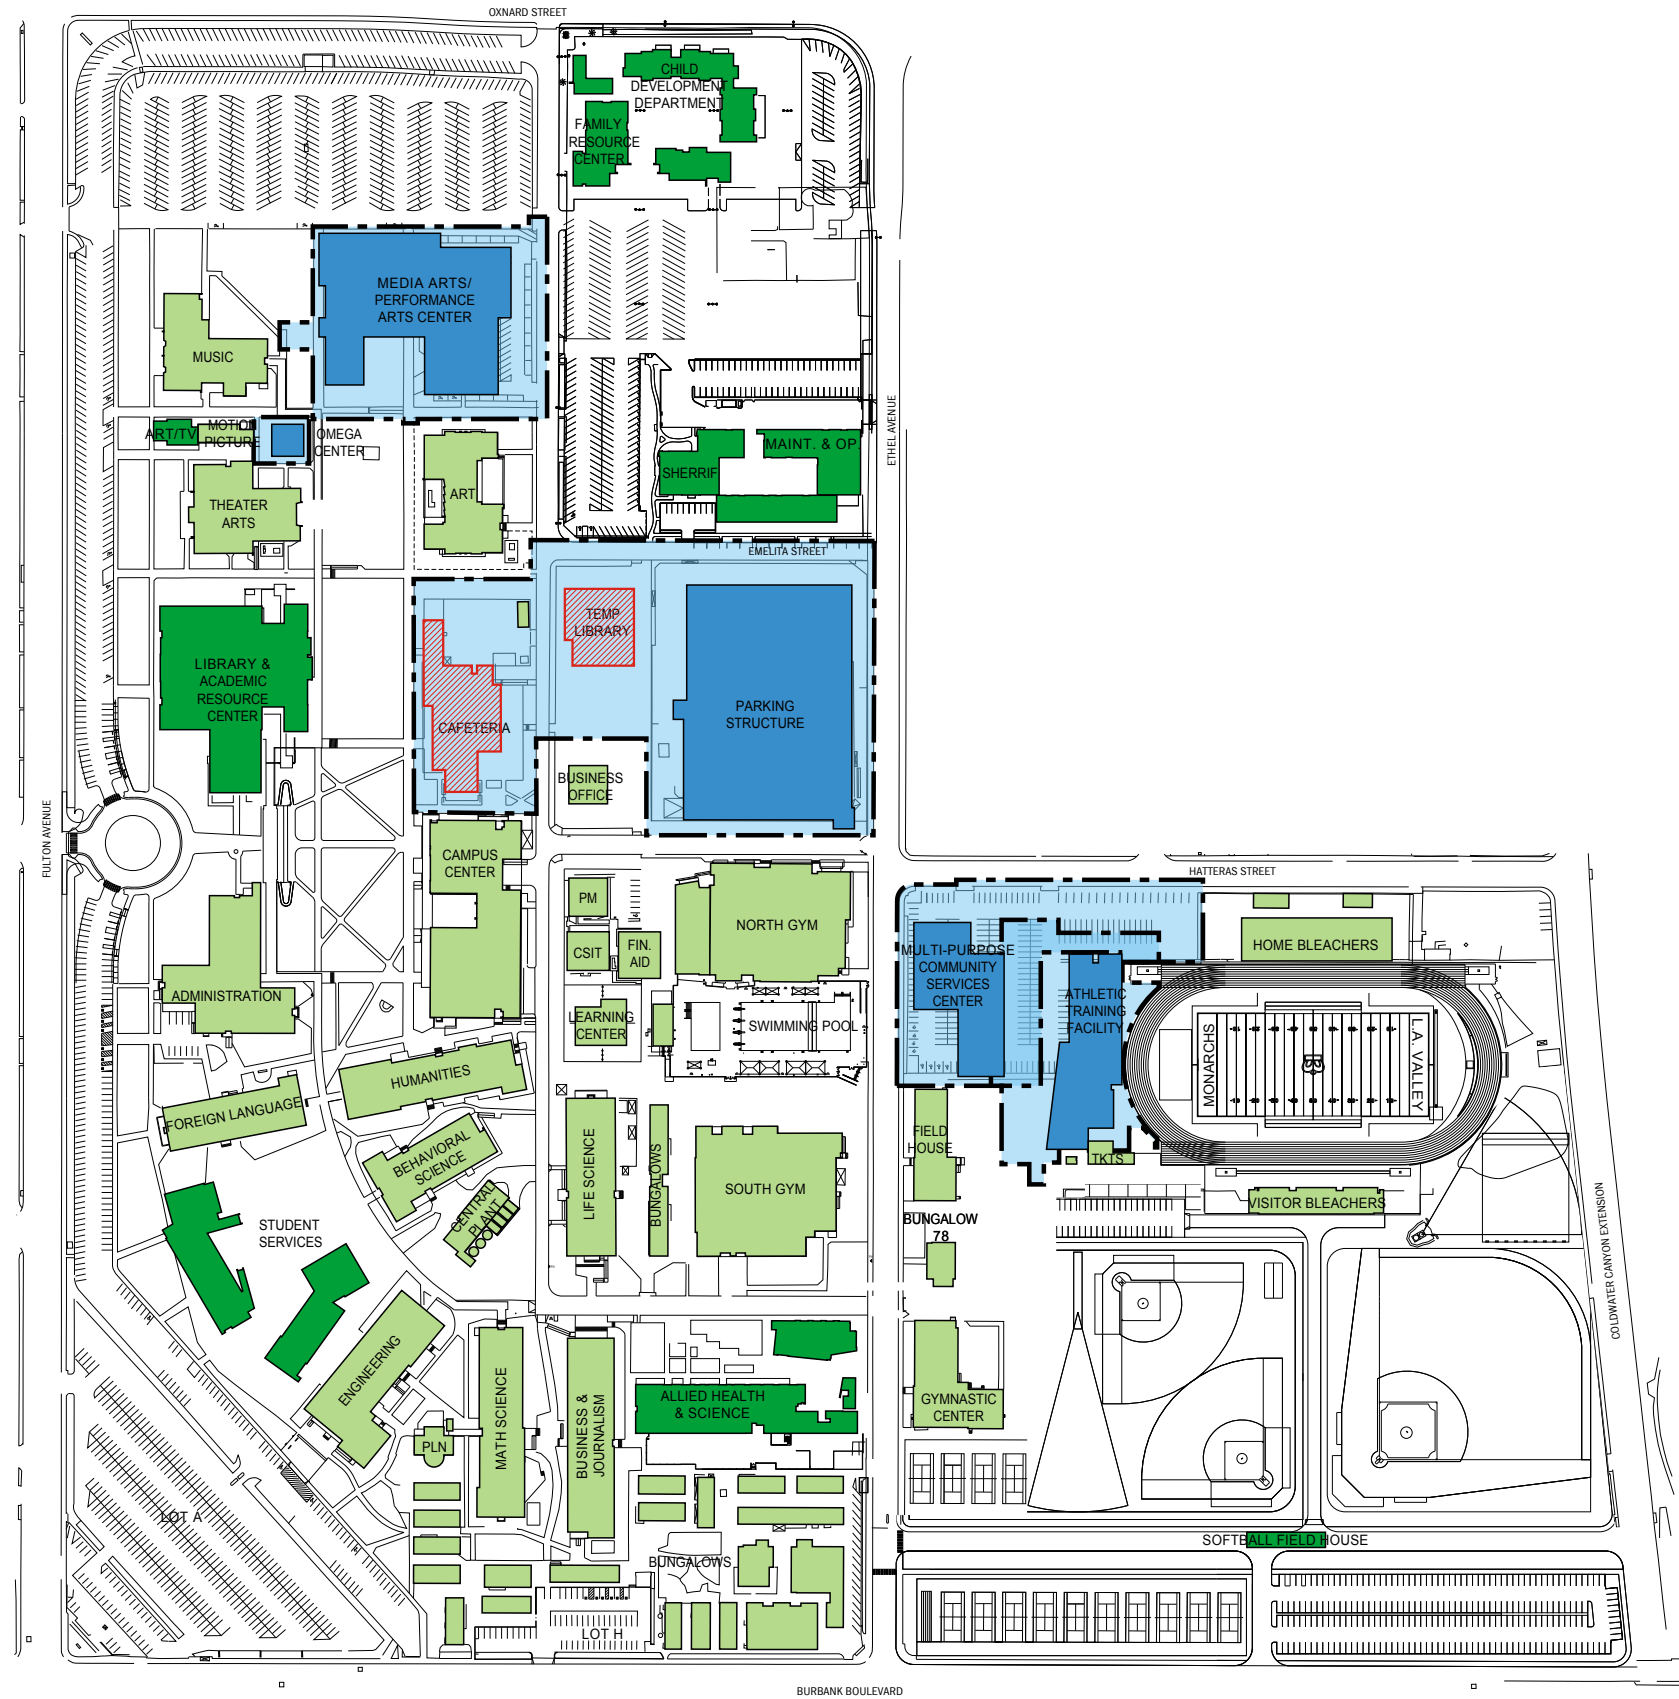 OXNARD STREET
CHILD
DEVELOPMENT
DEPARTMENT
FAMILY
RESOURCE
CENTER
MEDIA ARTS/
PERFORMANCE
ARTS CENTER
MUSIC
ART/TV
MOTION
PICTURE
OMEGA
CENTER
THEATER
ARTS
ART
SHERRIF
MAINT. & OP.
ETHEL AVENUE
EMELITA STREET
TEMP
LIBRARY
LIBRARY &
ACADEMIC
RESOURCE
CENTER
CAFETERIA
PARKING
STRUCTURE
BUSINESS
OFFICE
FULTON AVENUE
CAMPUS
CENTER
HATTERAS STREET
PM
CSIT
FIN.
AID
NORTH GYM
HOME BLEACHERS
MULTI-PURPOSE
COMMUNITY
SERVICES
CENTER
ATHLETIC
TRAINING
FACILITY
ADMINISTRATION
LEARNING
CENTER
SWIMMING POOL
MONARCHS
L.A. VALLEY
HUMANITIES
FOREIGN LANGUAGE
BEHAVIORAL
SCIENCE
CENTRAL
PLANT
LIFE SCIENCE
BUNGALOWS
SOUTH GYM
FIELD
HOUSE
TKTS
VISITOR BLEACHERS
BUNGALOW
78
STUDENT
SERVICES
COLDWATER CANYON EXTENSION
ENGINEERING
MATH SCIENCE
BUSINESS &
JOURNALISM
ALLIED HEALTH
& SCIENCE
GYMNASTIC
CENTER
PLN
LOT A
BUNGALOWS
SOFTBALL FIELD HOUSE
LOT H
BURBANK BOULEVARD